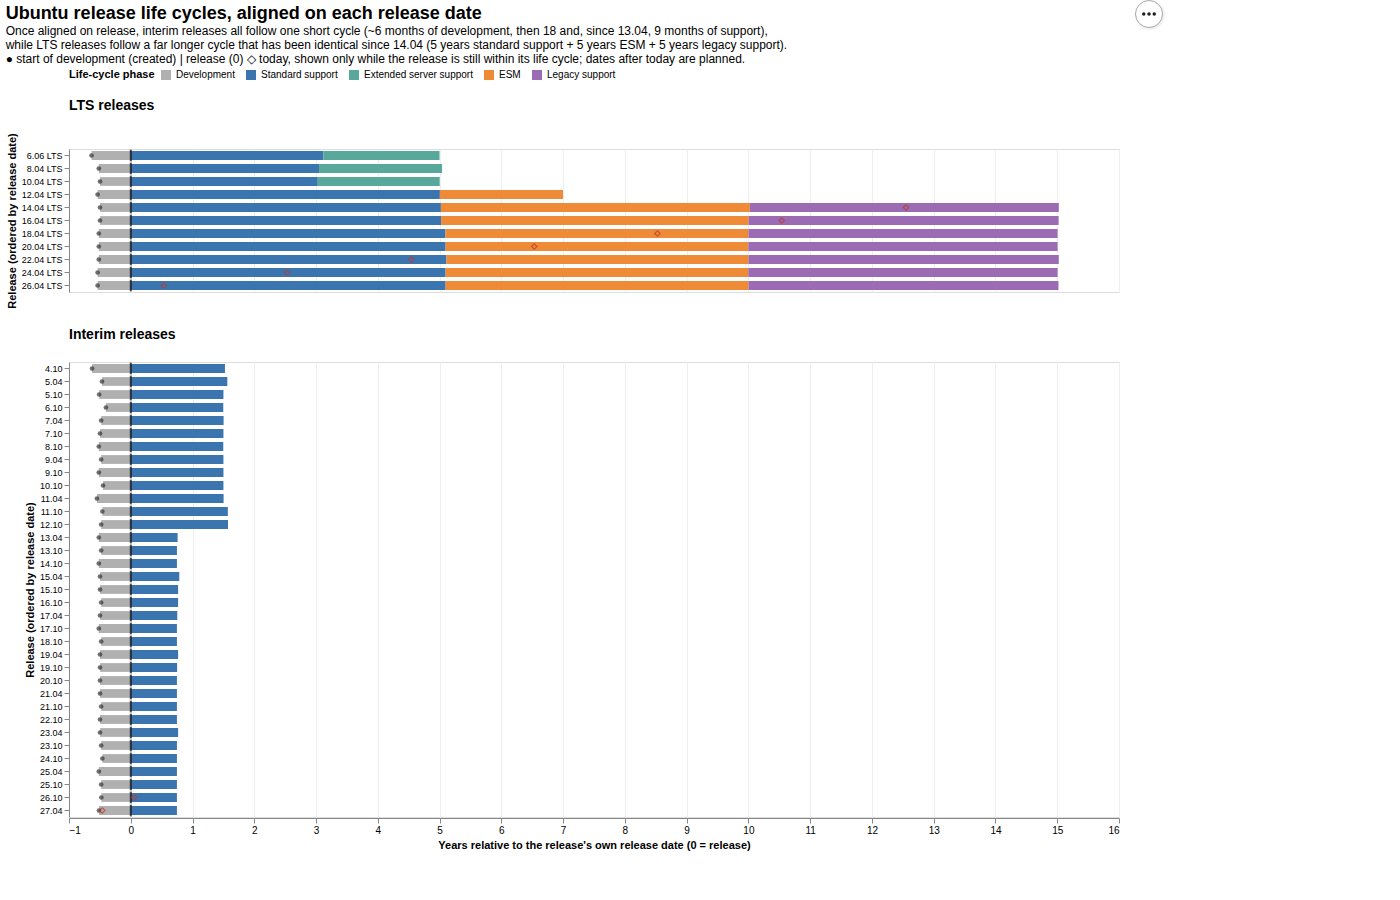 Ubuntu release life cycles, aligned on each release date
Once aligned on release, interim releases all follow one short cycle (~6 months of development, then 18 and, since 13.04, 9 months of support),
while LTS releases follow a far longer cycle that has been identical since 14.04 (5 years standard support + 5 years ESM + 5 years legacy support).
● start of development (created) | release (0) ◇ today, shown only while the release is still within its life cycle; dates after today are planned.
Life-cycle phase Development Standard support Extended server support ESM Legacy support
LTS releases
Release (ordered by release date)
6.06 LTS
8.04 LTS
10.04 LTS
12.04 LTS
14.04 LTS
16.04 LTS
18.04 LTS
20.04 LTS
22.04 LTS
24.04 LTS
26.04 LTS
Interim releases
Release (ordered by release date)
4.10
5.04
5.10
6.10
7.04
7.10
8.10
9.04
9.10
10.10
11.04
11.10
12.10
13.04
13.10
14.10
15.04
15.10
16.10
17.04
17.10
18.10
19.04
19.10
20.10
21.04
21.10
22.10
23.04
23.10
24.10
25.04
25.10
26.10
27.04
−1 0 1 2 3 4 5 6 7 8 9 10 11 12 13 14 15 16
Years relative to the release's own release date (0 = release)